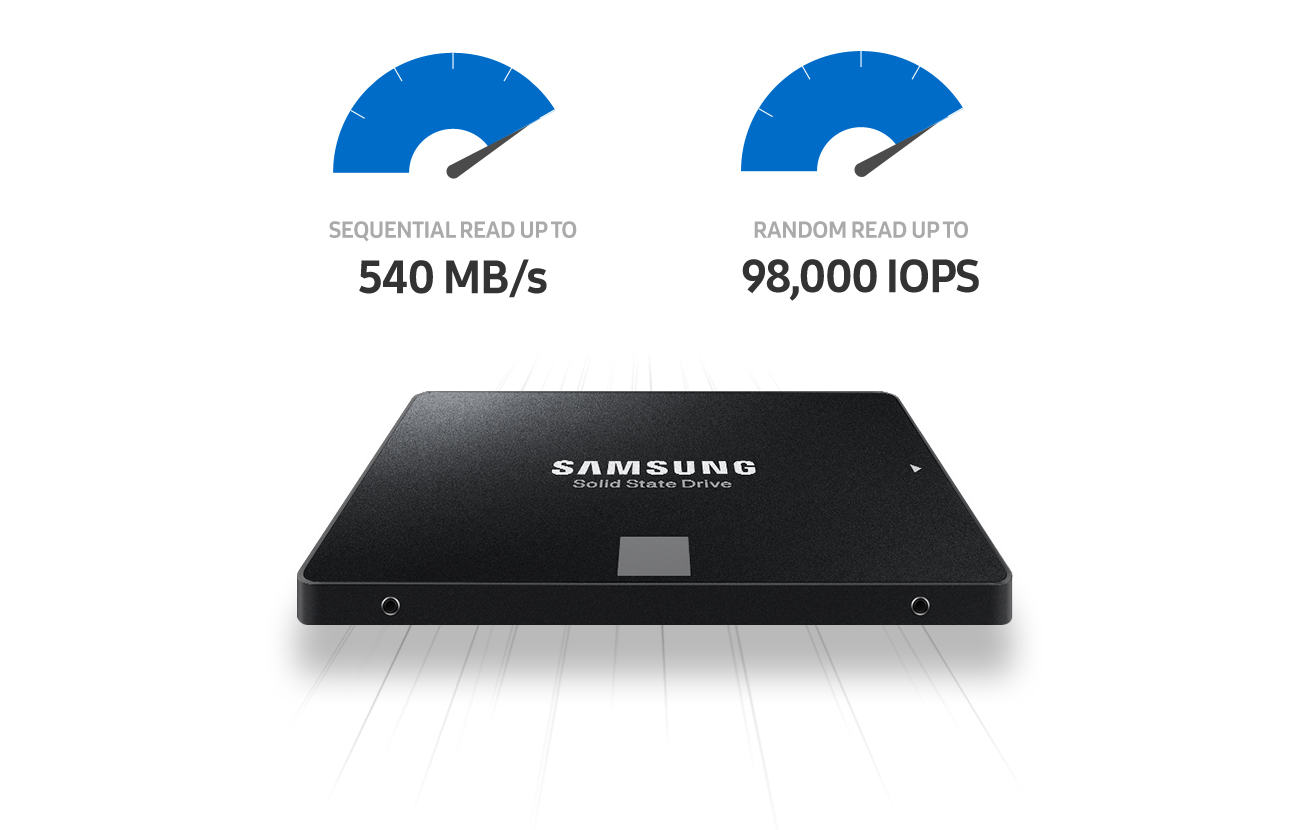 SEQUENTIAL READ UP TO
540 MB/s
RANDOM READ UP TO
98,000 IOPS
SAMSUNG
Solid State Drive